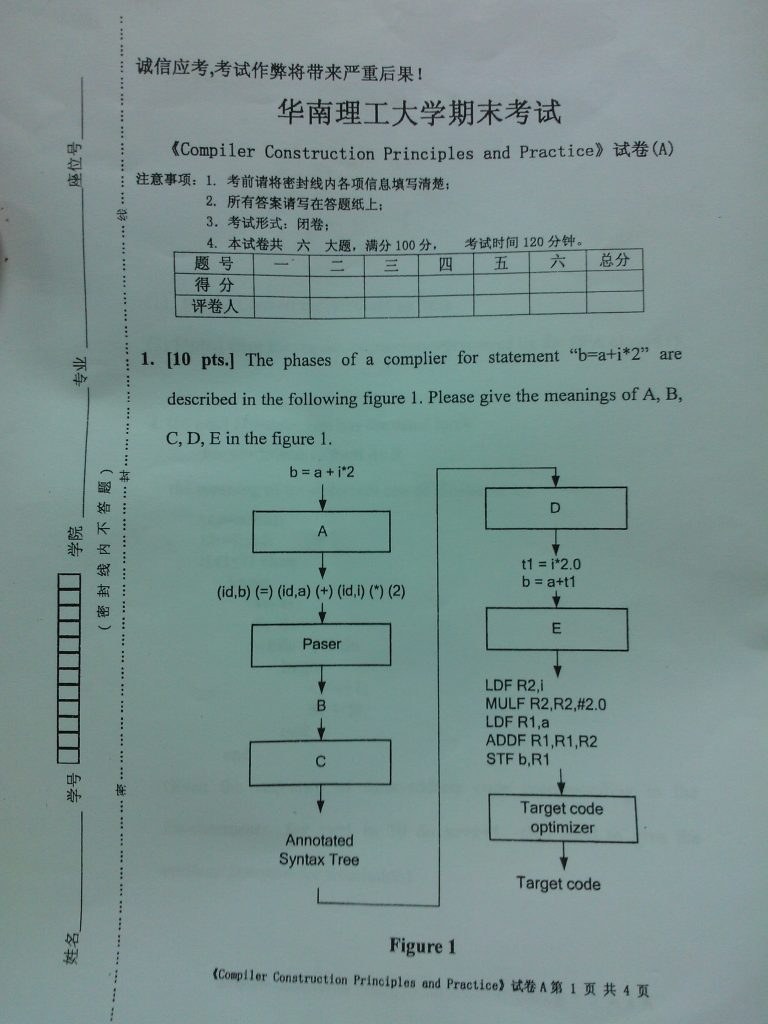 诚信应考,考试作弊将带来严重后果！
华南理工大学期末考试
《Compiler Construction Principles and Practice》试卷(A)
注意事项：1. 考前请将密封线内各项信息填写清楚；
2. 所有答案请写在答题纸上；
3．考试形式：闭卷；
4. 本试卷共 六 大题，满分100分， 考试时间120分钟。
题 号 一 二 三 四 五 六 总分
得 分
评卷人
1. [10 pts.] The phases of a complier for statement “b=a+i*2” are
described in the following figure 1. Please give the meanings of A, B,
C, D, E in the figure 1.
b = a + i*2
A
(id,b) (=) (id,a) (+) (id,i) (*) (2)
Paser
B
C
Annotated
Syntax Tree
D
t1 = i*2.0
b = a+t1
E
LDF R2,i
MULF R2,R2,#2.0
LDF R1,a
ADDF R1,R1,R2
STF b,R1
Target code
optimizer
Target code
Figure 1
《Compiler Construction Principles and Practice》试卷A第 1 页 共 4 页
姓名 学号 学院 专业 座位号
（密封线内不答题）
密 封 线